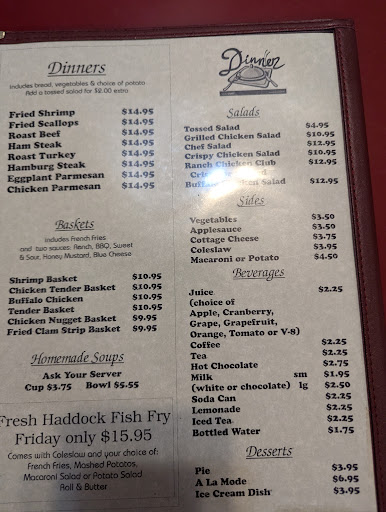 Dinners
Includes bread, vegetables & choice of potato
Add a tossed salad for $2.00 extra
Fried Shrimp $14.95
Fried Scallops $14.95
Roast Beef $14.95
Ham Steak $14.95
Roast Turkey $14.95
Hamburg Steak $14.95
Eggplant Parmesan $14.95
Chicken Parmesan $14.95
Baskets
includes French Fries
and two sauces Ranch, BBQ, Sweet
& Sour, Honey Mustard, Blue Cheese
Shrimp Basket $10.95
Chicken Tender Basket $10.95
Buffalo Chicken $10.95
Tender Basket $10.95
Chicken Nugget Basket $9.95
Fried Clam Strip Basket $9.95
Homemade Soups
Ask Your Server
Cup $3.75 Bowl $5.55
Fresh Haddock Fish Fry
Friday only $15.95
Comes with Coleslaw and your choice of:
French Fries, Mashed Potatos,
Macaroni Salad or Potato Salad
Roll & Butter
Dinner
Salads
Tossed Salad $4.95
Grilled Chicken Salad $10.95
Chef Salad $12.95
Crispy Chicken Salad $10.95
Ranch Chicken Club $12.95
Buffalo Chicken Salad $12.95
Sides
Vegetables $3.50
Applesauce $3.50
Cottage Cheese $3.75
Coleslaw $3.95
Macaroni or Potato $4.50
Beverages
Juice $2.25
(choice of
Apple, Cranberry,
Grape, Grapefruit,
Orange, Tomato or V-8)
Coffee $2.25
Tea $2.25
Hot Chocolate $2.75
Milk sm $1.95
(white or chocolate) lg $2.50
Soda Can $2.25
Lemonade $2.25
Iced Tea $2.25
Bottled Water $1.75
Desserts
Pie $3.95
A La Mode $6.95
Ice Cream Dish $3.95